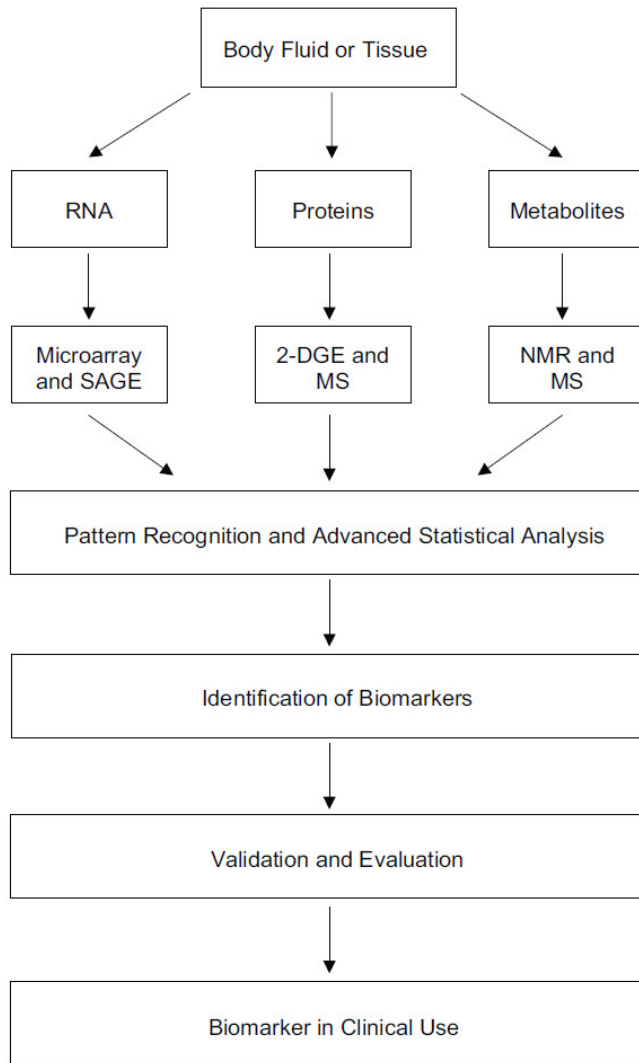 Body Fluid or Tissue
RNA
Proteins
Metabolites
Microarray
and SAGE
2-DGE and
MS
NMR and
MS
Pattern Recognition and Advanced Statistical Analysis
Identification of Biomarkers
Validation and Evaluation
Biomarker in Clinical Use